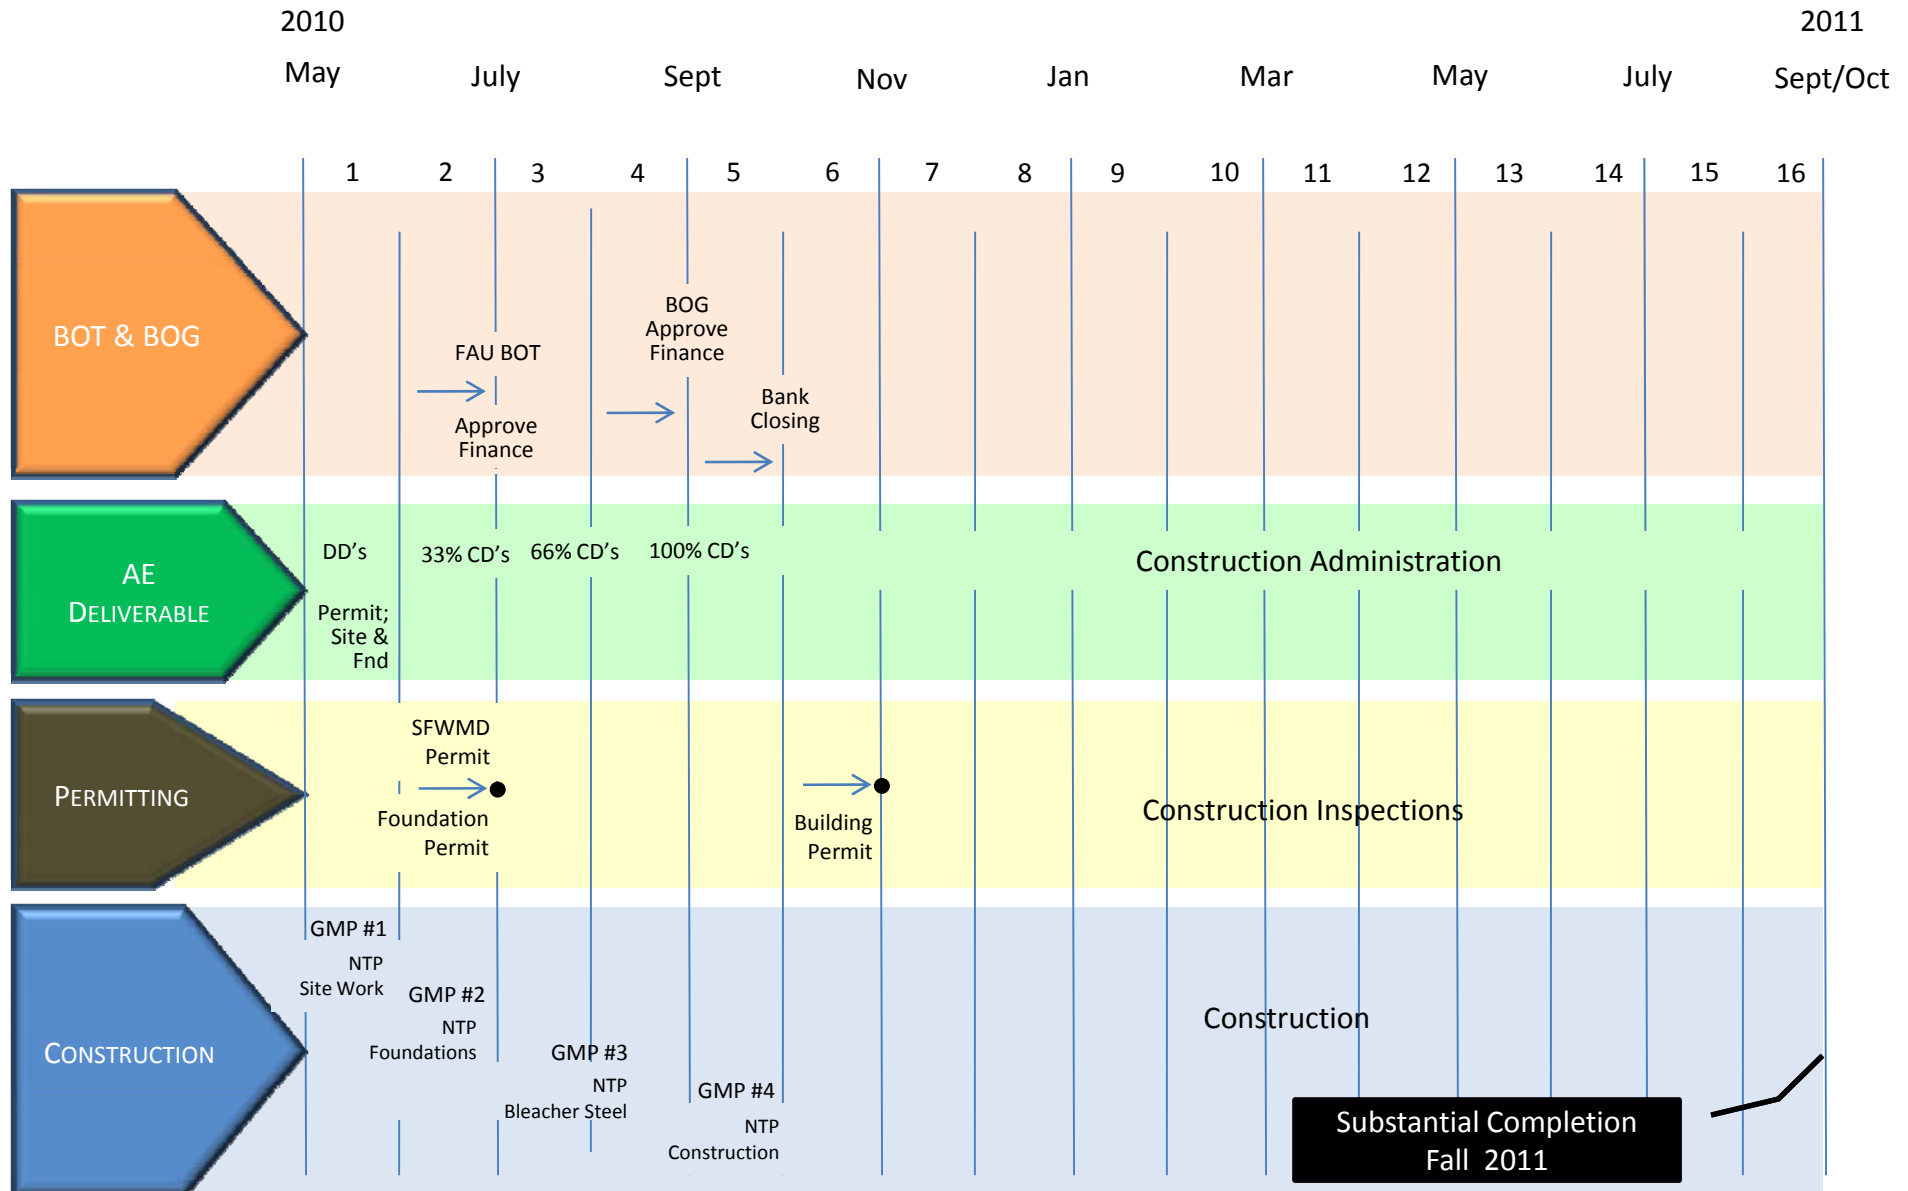 2010
2011
May
July
Sept
Nov
Jan
Mar
May
July
Sept/Oct
1
2
3
4
5
6
7
8
9
10
11
12
13
14
15
16
BOT & BOG
FAU BOT
Approve
Finance
BOG
Approve
Finance
Bank
Closing
AE
DELIVERABLE
DD’s
33% CD’s
66% CD’s
100% CD’s
Permit;
Site &
Fnd
Construction Administration
PERMITTING
SFWMD
Permit
Foundation
Permit
Building
Permit
Construction Inspections
CONSTRUCTION
GMP #1
NTP
Site Work
GMP #2
NTP
Foundations
GMP #3
NTP
Bleacher Steel
GMP #4
NTP
Construction
Construction
Substantial Completion
Fall 2011